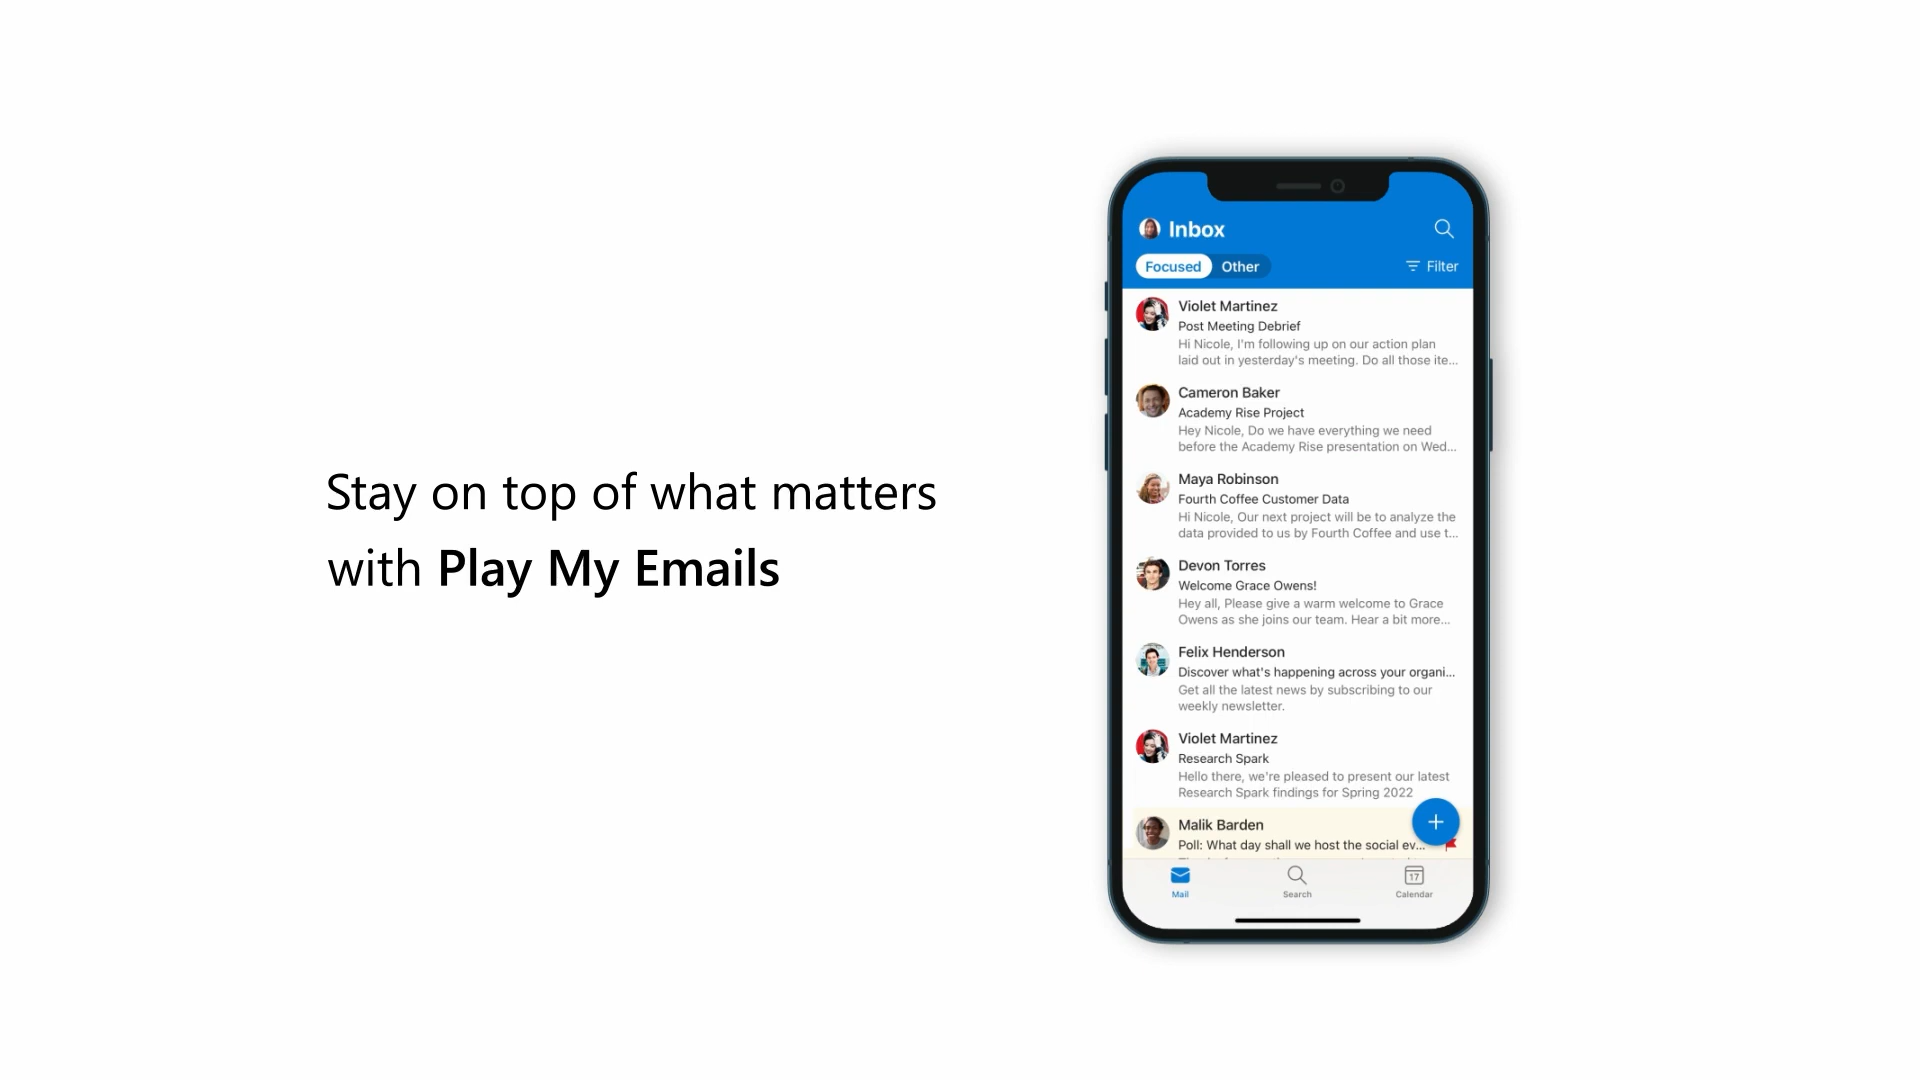 Stay on top of what matters
with Play My Emails
Inbox
Focused Other Filter
Violet Martinez
Post Meeting Debrief
Hi Nicole, I'm following up on our action plan
laid out in yesterday's meeting. Do all those ite...
Cameron Baker
Academy Rise Project
Hey Nicole, Do we have everything we need
before the Academy Rise presentation on Wed...
Maya Robinson
Fourth Coffee Customer Data
Hi Nicole, Our next project will be to analyze the
data provided to us by Fourth Coffee and use t...
Devon Torres
Welcome Grace Owens!
Hey all, Please give a warm welcome to Grace
Owens as she joins our team. Hear a bit more...
Felix Henderson
Discover what's happening across your organi...
Get all the latest news by subscribing to our
weekly newsletter.
Violet Martinez
Research Spark
Hello there, we're pleased to present our latest
Research Spark findings for Spring 2022
Malik Barden
Poll: What day shall we host the social ev...
17
Mail Search Calendar